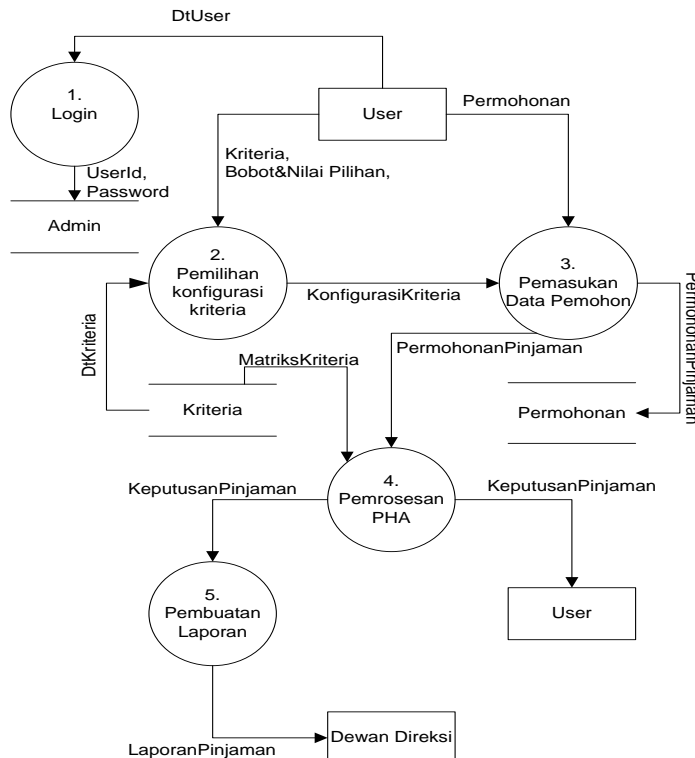 DtUser
1.
Login
User
Permohonan
Kriteria,
Bobot&Nilai Pilihan,
UserId,
Password
Admin
2.
Pemilihan
konfigurasi
kriteria
3.
Pemasukan
Data Pemohon
KonfigurasiKriteria
DtKriteria
MatriksKriteria
PermohonanPinjaman
PermohonanPinjaman
Kriteria
Permohonan
4.
Pemrosesan
PHA
KeputusanPinjaman
KeputusanPinjaman
5.
Pembuatan
Laporan
User
LaporanPinjaman
Dewan Direksi